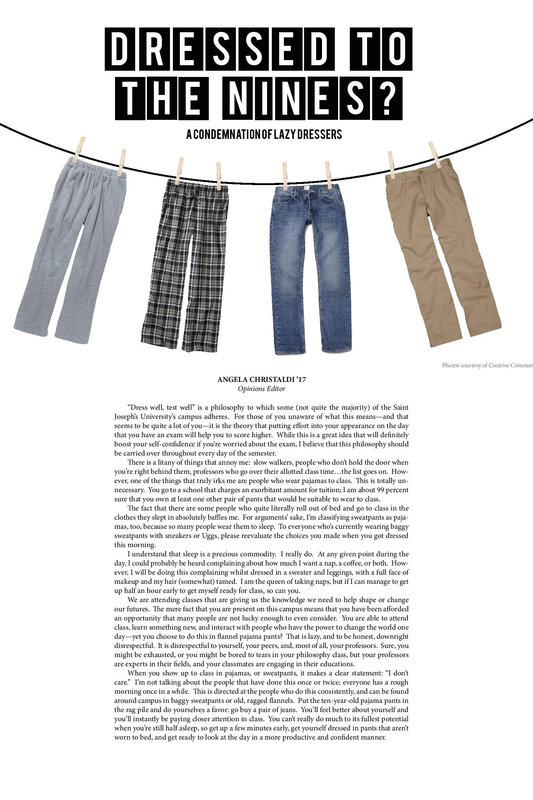 DRESSED TO
THE NINES?
A CONDEMNATION OF LAZY DRESSERS
Photos courtesy of Creative Common
ANGELA CHRISTALDI '17
Opinions Editor
"Dress well, test well" is a philosophy to which some (not quite the majority) of the Saint
Joseph's University's campus adheres. For those of you unaware of what this means—and that
seems to be quite a lot of you—it is the theory that putting effort into your appearance on the day
that you have an exam will help you to score higher. While this is a great idea that will definitely
boost your self-confidence if you're worried about the exam, I believe that this philosophy should
be carried over throughout every day of the semester.
There is a litany of things that annoy me: slow walkers, people who don't hold the door when
you're right behind them, professors who go over their allotted class time…the list goes on. How-
ever, one of the things that truly irks me are people who wear pajamas to class. This is totally un-
necessary. You go to a school that charges an exorbitant amount for tuition; I am about 99 percent
sure that you own at least one other pair of pants that would be suitable to wear to class.
The fact that there are some people who quite literally roll out of bed and go to class in the
clothes they slept in absolutely baffles me. For arguments' sake, I'm classifying sweatpants as paja-
mas, too, because so many people wear them to sleep. To everyone who's currently wearing baggy
sweatpants with sneakers or Uggs, please reevaluate the choices you made when you got dressed
this morning.
I understand that sleep is a precious commodity. I really do. At any given point during the
day, I could probably be heard complaining about how much I want a nap, a coffee, or both. How-
ever, I will be doing this complaining whilst dressed in a sweater and leggings, with a full face of
makeup and my hair (somewhat) tamed. I am the queen of taking naps, but if I can manage to get
up half an hour early to get myself ready for class, so can you.
We are attending classes that are giving us the knowledge we need to help shape or change
our futures. The mere fact that you are present on this campus means that you have been afforded
an opportunity that many people are not lucky enough to even consider. You are able to attend
class, learn something new, and interact with people who have the power to change the world one
day—yet you choose to do this in flannel pajama pants? That is lazy, and to be honest, downright
disrespectful. It is disrespectful to yourself, your peers, and, most of all, your professors. Sure, you
might be exhausted, or you might be bored to tears in your philosophy class, but your professors
are experts in their fields, and your classmates are engaging in their educations.
When you show up to class in pajamas, or sweatpants, it makes a clear statement: "I don't
care." I'm not talking about the people that have done this once or twice; everyone has a rough
morning once in a while. This is directed at the people who do this consistently, and can be found
around campus in baggy sweatpants or old, ragged flannels. Put the ten-year-old pajama pants in
the rag pile and do yourselves a favor: go buy a pair of jeans. You'll feel better about yourself and
you'll instantly be paying closer attention in class. You can't really do much to its fullest potential
when you're still half asleep, so get up a few minutes early, get yourself dressed in pants that aren't
worn to bed, and get ready to look at the day in a more productive and confident manner.